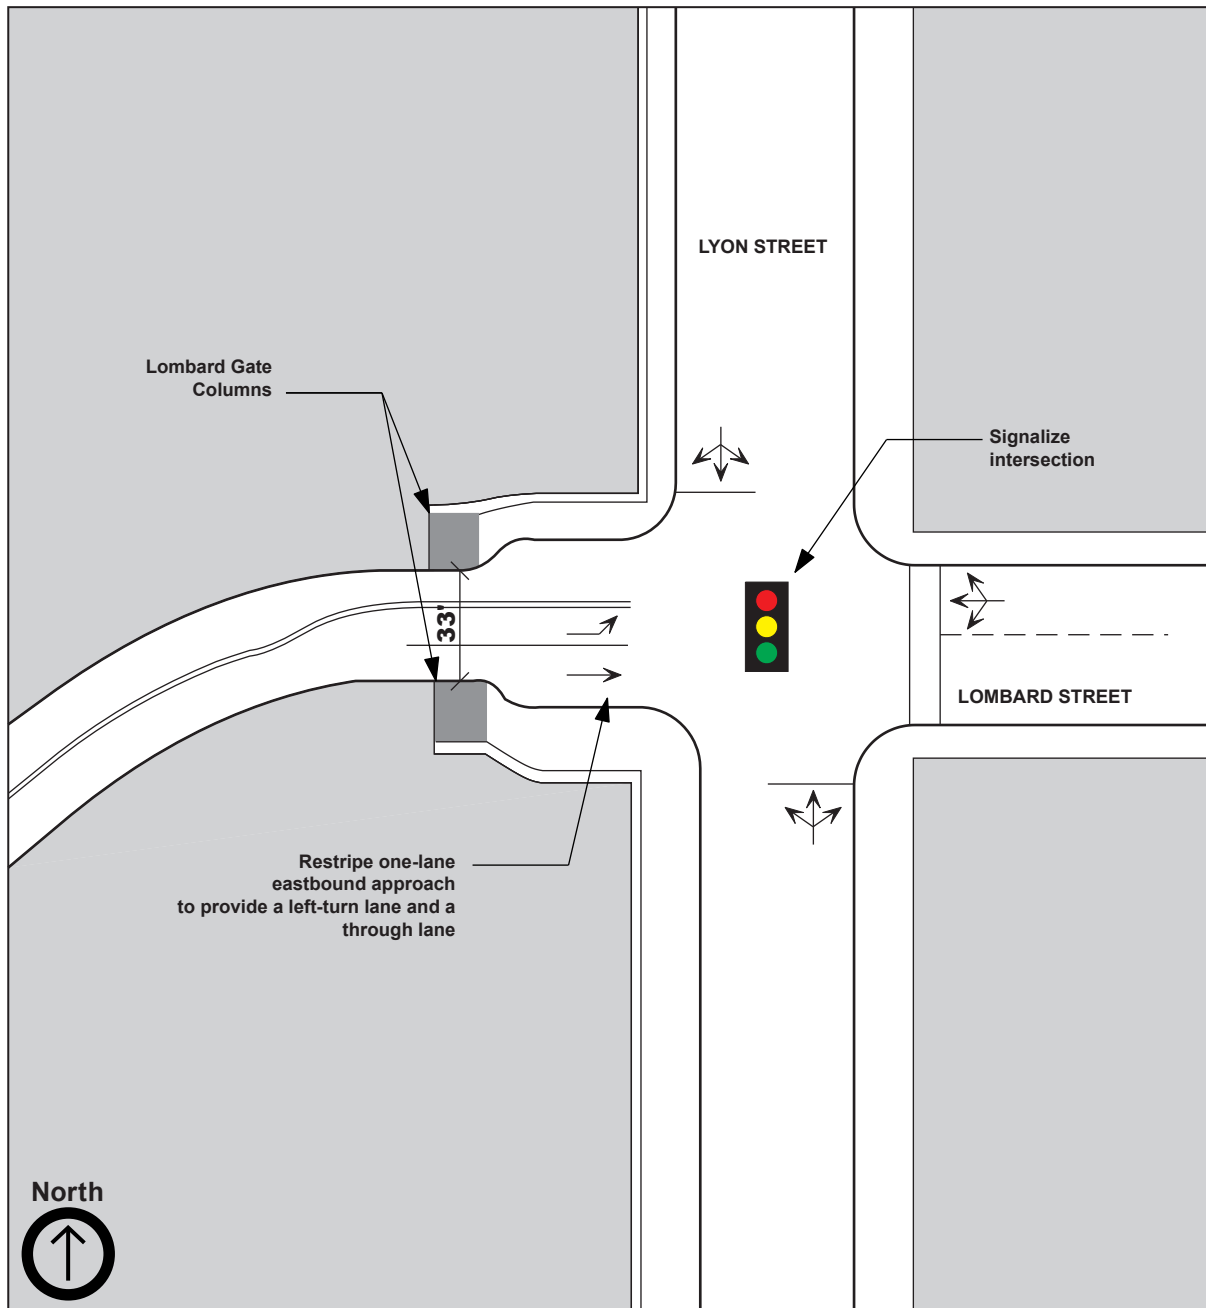 LYON STREET
Lombard Gate
Columns
Signalize
intersection
33'
LOMBARD STREET
Restripe one-lane
eastbound approach
to provide a left-turn lane and a
through lane
North